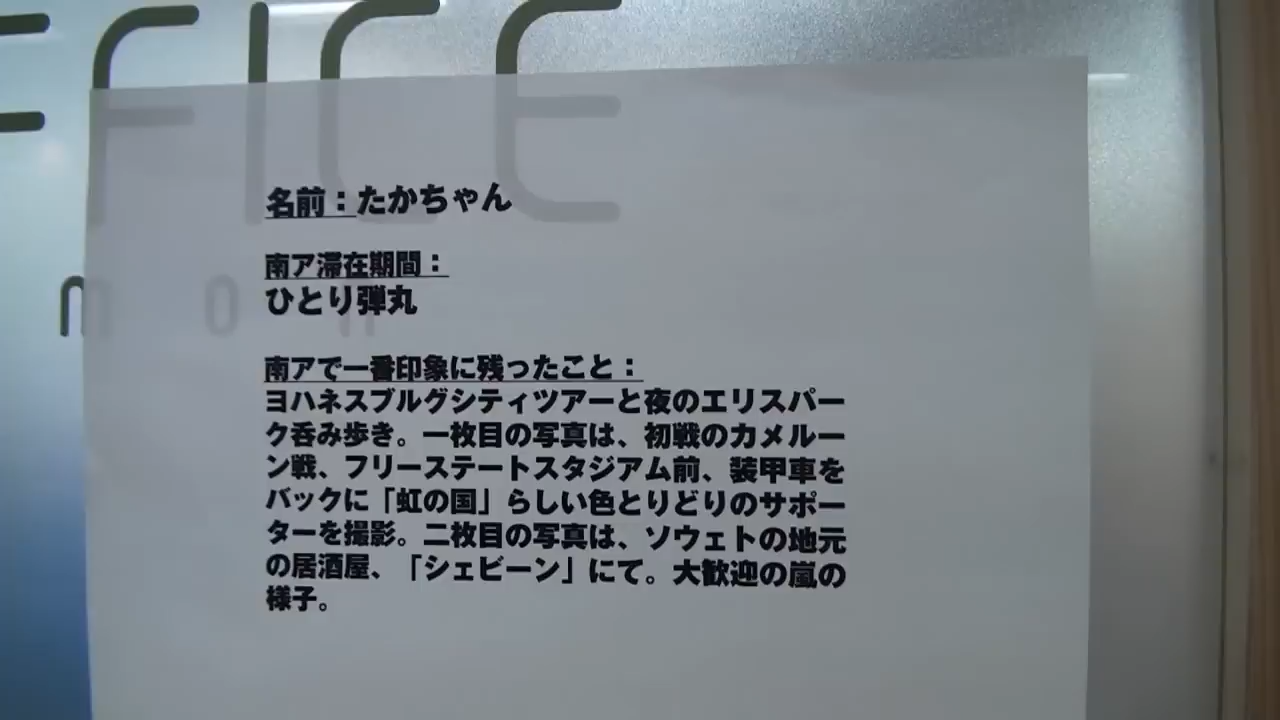 FFICE
m o n
名前：たかちゃん
南ア滞在期間：
ひとり弾丸
南アで一番印象に残ったこと：
ヨハネスブルグシティツアーと夜のエリスパー
ク呑み歩き。一枚目の写真は、初戦のカメルー
ン戦、フリーステートスタジアム前、装甲車を
バックに「虹の国」らしい色とりどりのサポー
ターを撮影。二枚目の写真は、ソウェトの地元
の居酒屋、「シェビーン」にて。大歓迎の嵐の
様子。